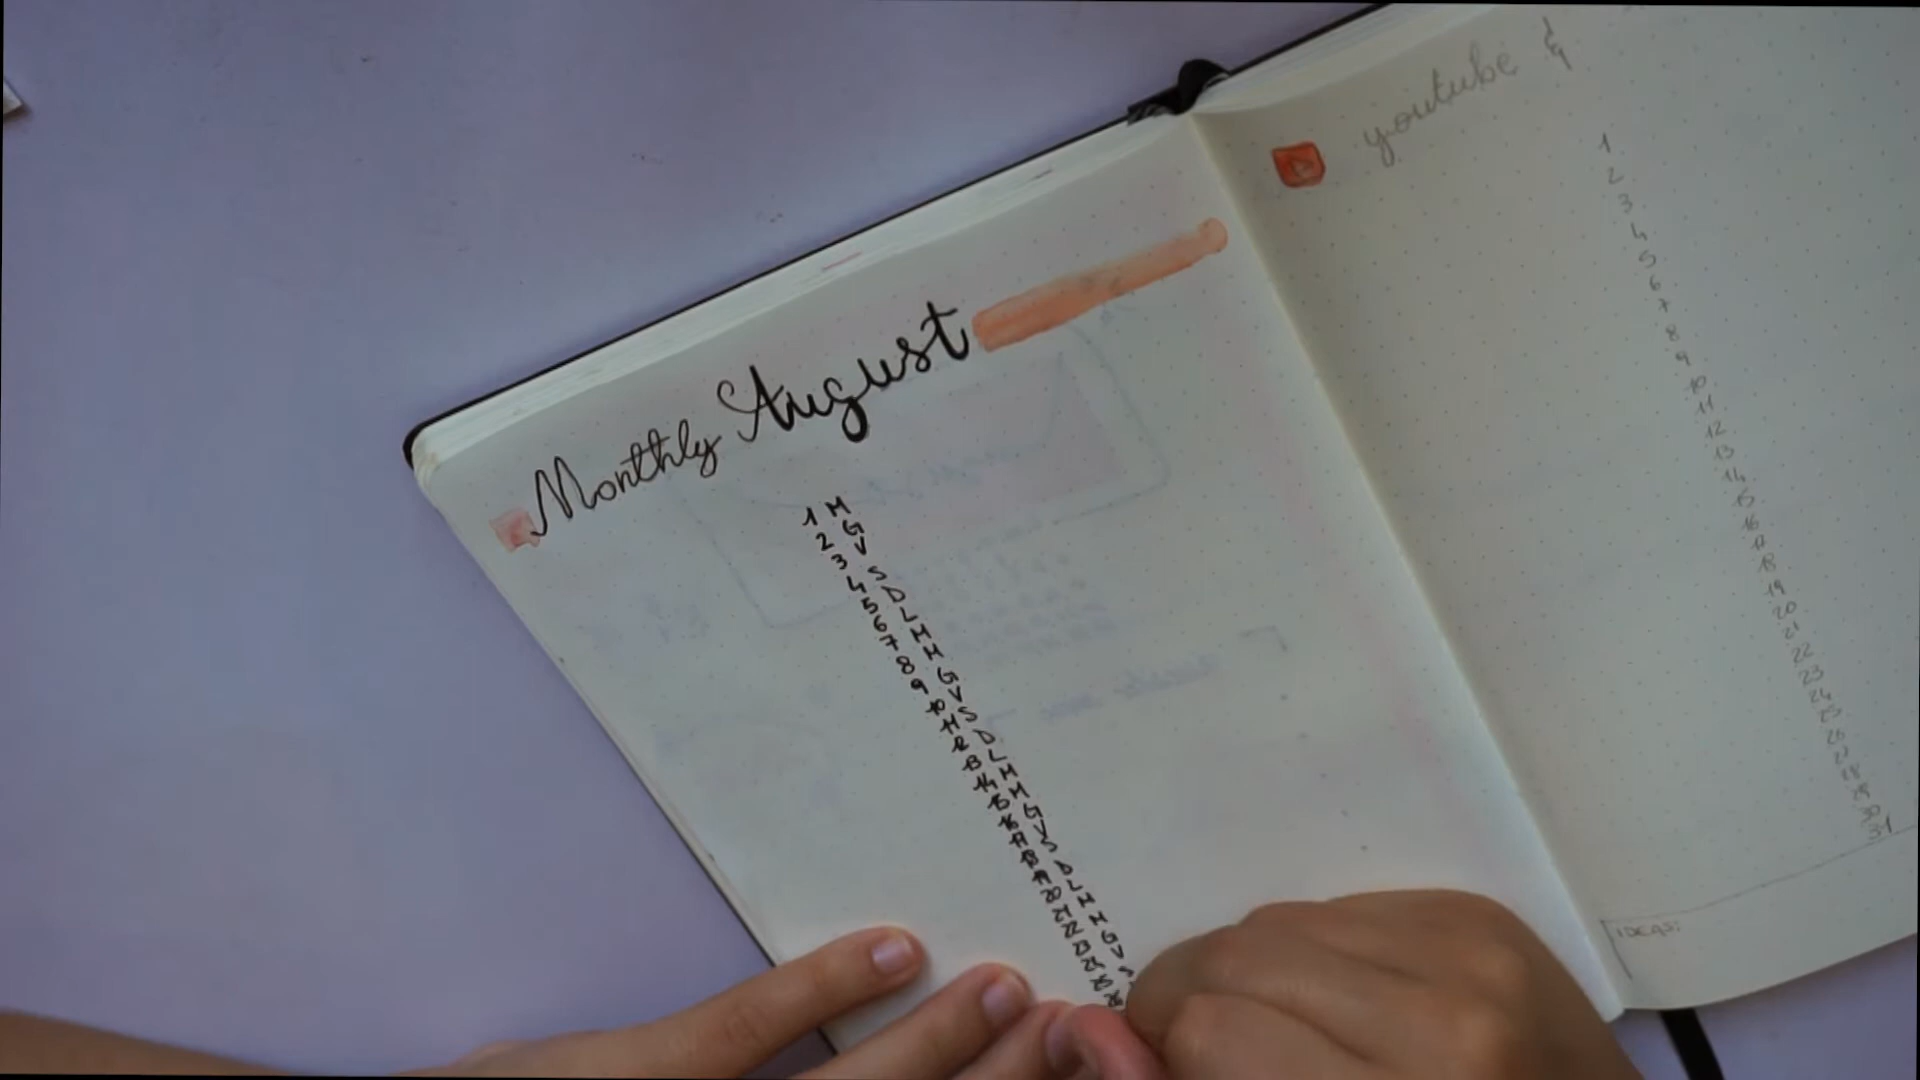 Monthly August
1 M
2 G
3 V
4 S
5 D
6 L
7 M
8 M
9 G
10 V
11 S
12 D
13 L
14 M
15 M
16 G
17 V
18 S
19 D
20 L
21 M
22 M
23 G
24 V
25 S
26
youtube &
1
2
3
4
5
6
7
8
9
10
11
12
13
14
15
16
17
18
19
20
21
22
23
24
25
26
27
28
29
30
31
IDEAS: